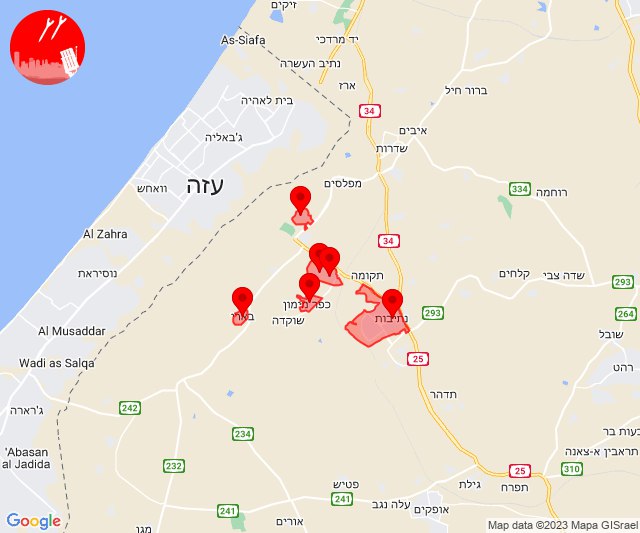 זיקים
As-Siafa
יד מרדכי
נתיב העשרה
ארז
ברור חיל
בית לאהיה
34
איבים
ג'באליה
שדרות
מפלסים
עזה
וואחש
334
רוחמה
Al Zahra
34
נוסיראת
תקומה
קלחים
שדה צבי
293
כפר מימון
293
264
נתיבות
בארי
שוקדה
Al Musaddar
שובל
Wadi as Salqa
25
רהט
תדהר
ג'רארה
242
234
כעות בר
'Abasan
al Jadida
תראבין א-צאנה
232
25
310
פטיש
גילת
תפרח
241
241
עלה נגב
אופקים
אורים
מגן
Google
Map data ©2023 Mapa GISrael